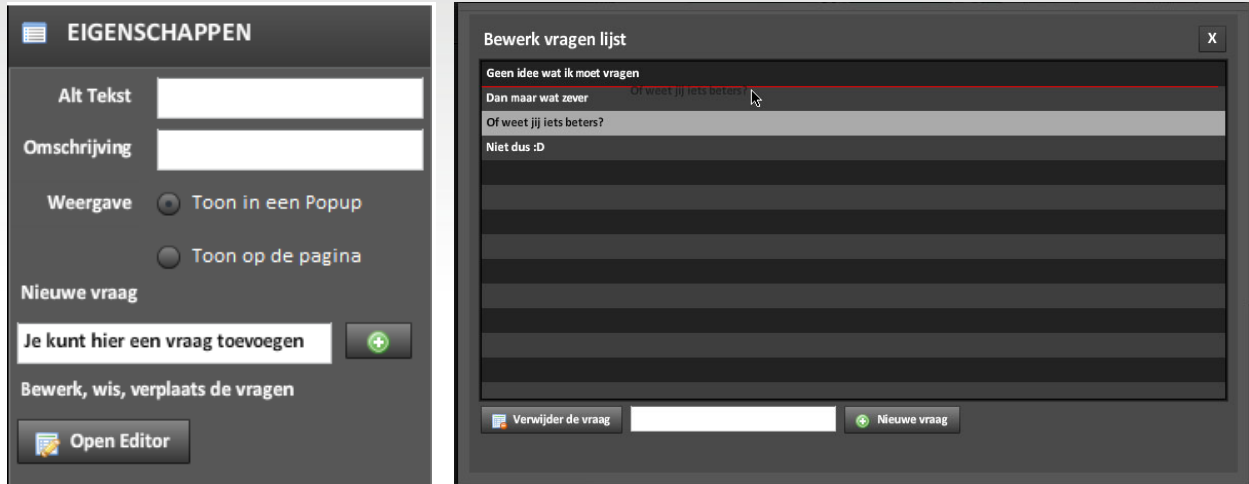 EIGENSCHAPPEN
Alt Tekst
Omschrijving
Weergave
Toon in een Popup
Toon op de pagina
Nieuwe vraag
Je kunt hier een vraag toevoegen
Bewerk, wis, verplaats de vragen
Open Editor
Bewerk vragen lijst
X
Geen idee wat ik moet vragen
Of weet jij iets beters?
Dan maar wat zever
Of weet jij iets beters?
Niet dus :D
Verwijder de vraag
Nieuwe vraag